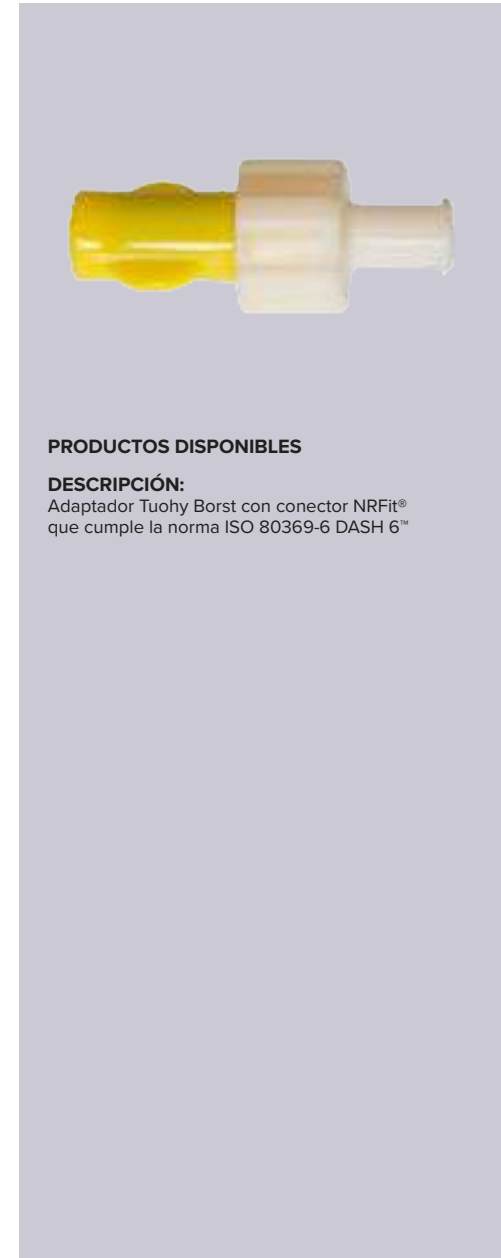 PRODUCTOS DISPONIBLES
DESCRIPCIÓN:
Adaptador Tuohy Borst con conector NRFit®
que cumple la norma ISO 80369-6 DASH 6™